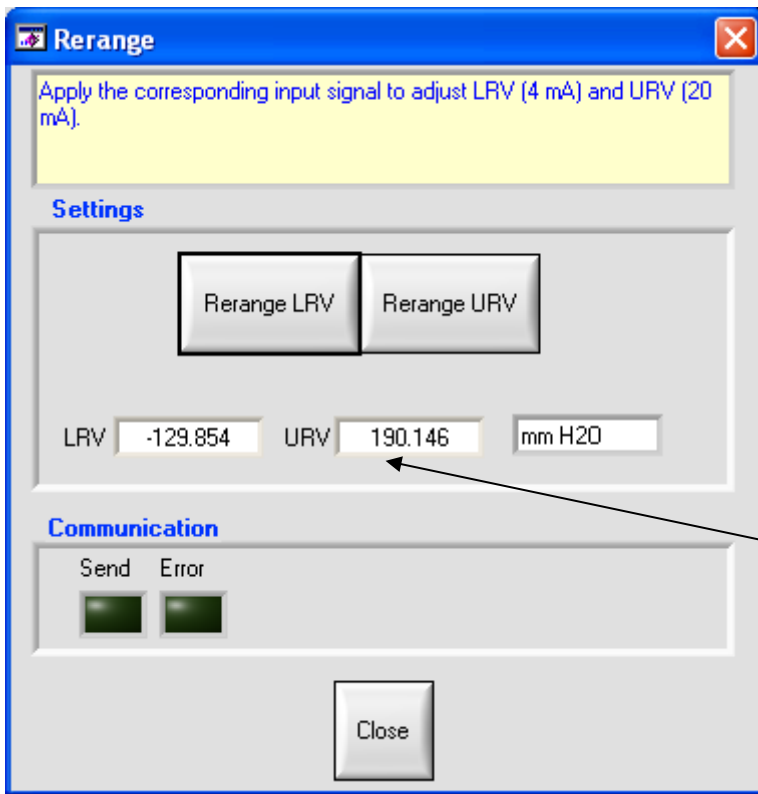 Rerange
Apply the corresponding input signal to adjust LRV (4 mA) and URV (20
mA).
Settings
Rerange LRV
Rerange URV
LRV -129.854 URV 190.146 mm H2O
Communication
Send Error
Close